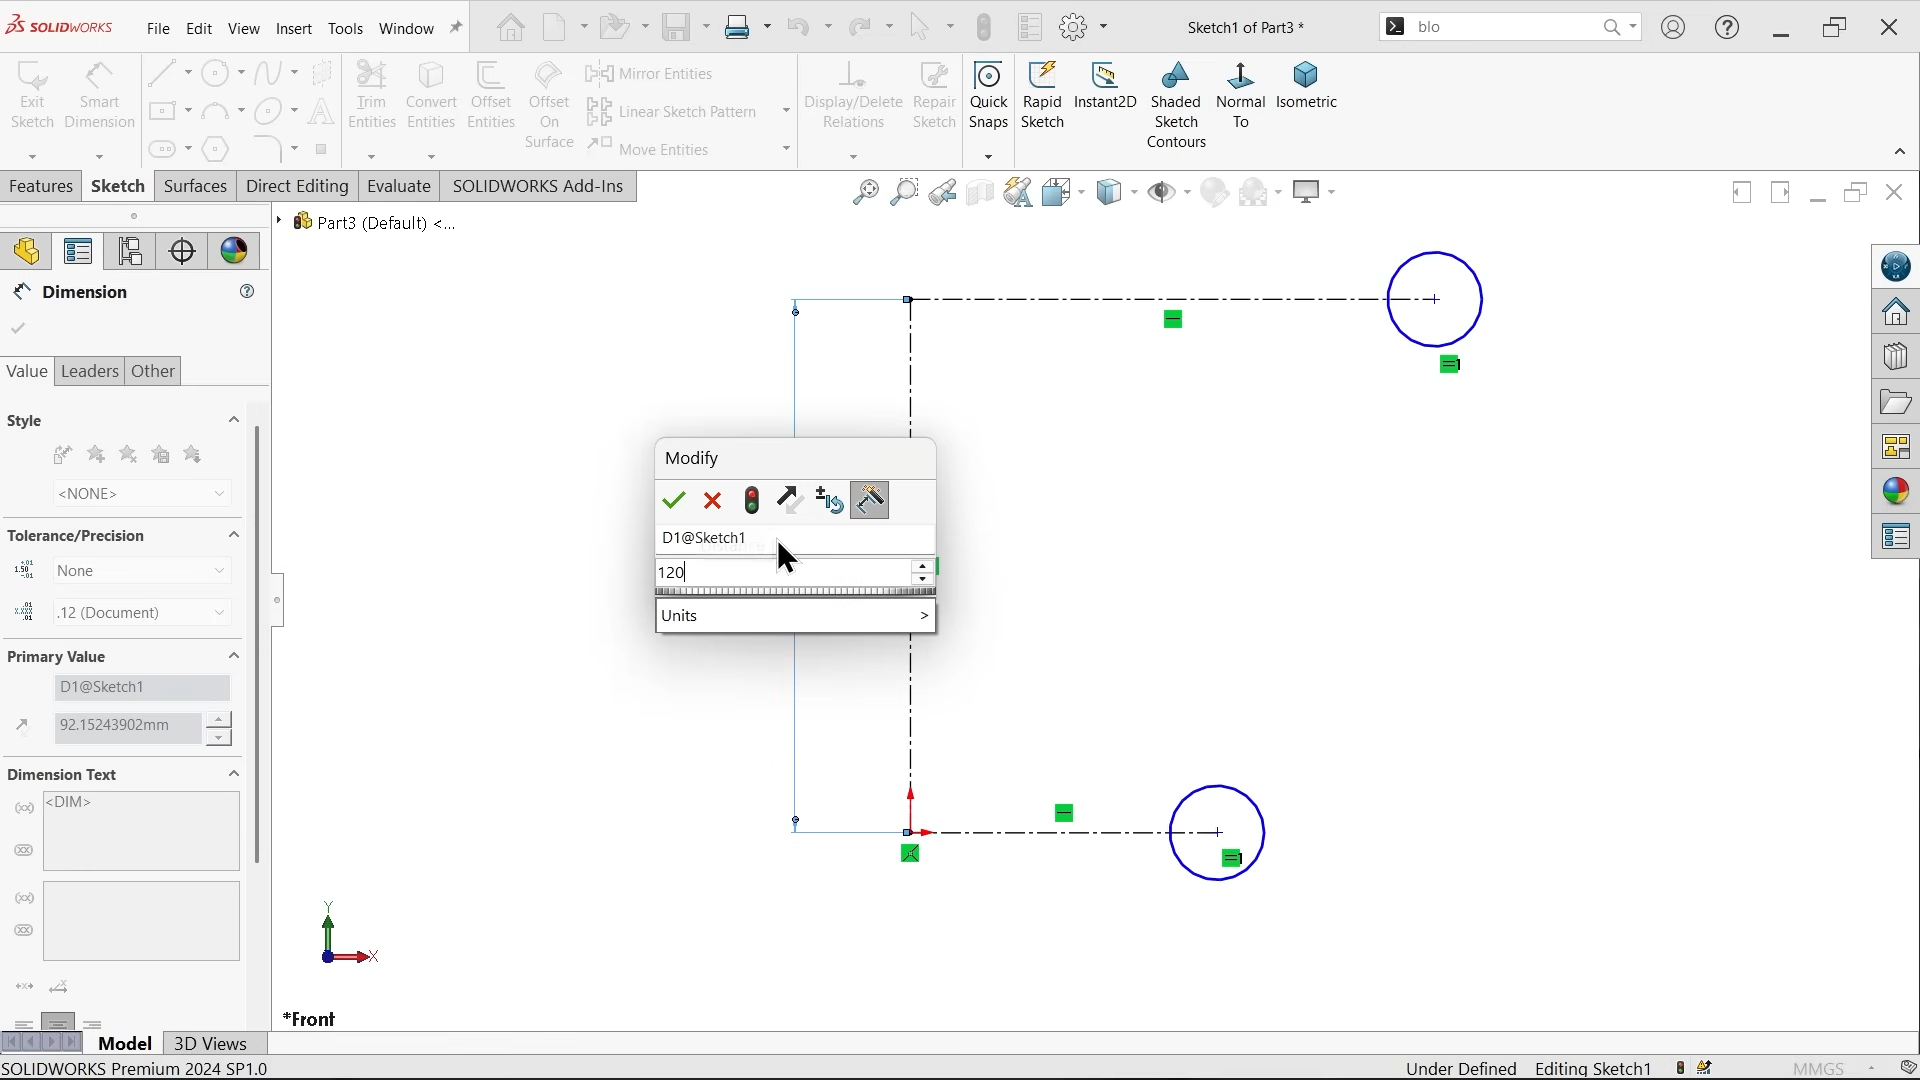 SOLIDWORKS
File Edit View Insert Tools Window
Sketch1 of Part3 *
blo
Exit Sketch
Smart Dimension
Trim Entities
Convert Entities
Offset Entities
Offset On Surface
Mirror Entities
Linear Sketch Pattern
Move Entities
Display/Delete Relations
Repair Sketch
Quick Snaps
Rapid Sketch
Instant2D
Shaded Sketch Contours
Normal To
Isometric
Features Sketch Surfaces Direct Editing Evaluate SOLIDWORKS Add-Ins
Part3 (Default) <...
Dimension
Value Leaders Other
Style
<NONE>
Tolerance/Precision
None
.12 (Document)
Primary Value
D1@Sketch1
92.15243902mm
Dimension Text
<DIM>
Modify
D1@Sketch1
120
Units >
1
1
Y
X
*Front
Model 3D Views
SOLIDWORKS Premium 2024 SP1.0
Under Defined Editing Sketch1 MMGS